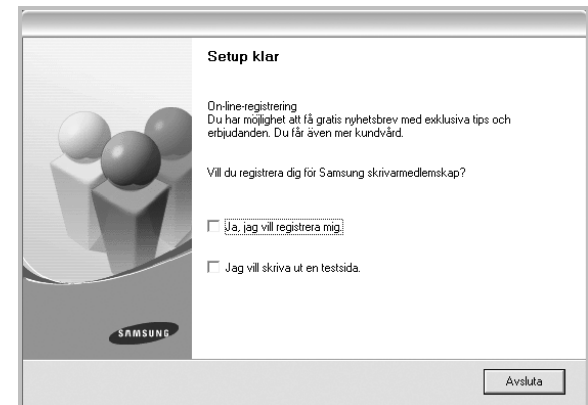 Setup klar
On-line-registrering
Du har möjlighet att få gratis nyhetsbrev med exklusiva tips och
erbjudanden. Du får även mer kundvård.
Vill du registrera dig för Samsung skrivarmedlemskap?
Ja, jag vill registrera mig.
Jag vill skriva ut en testsida.
SAMSUNG
Avsluta